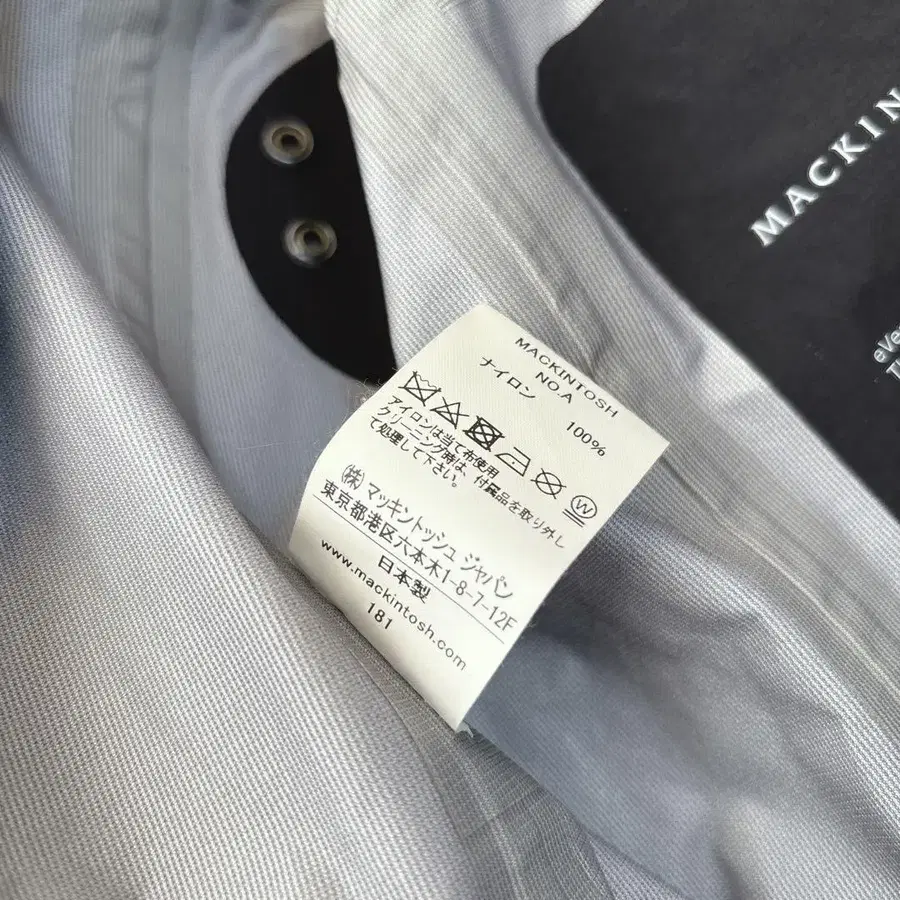 MACKINTOSH
NO.A
ナイロン 100%
W
アイロンは当て布使用
クリーニング時は、付属品を取り外し
て処理して下さい。
(株)マッキントッシュ ジャパン
東京都港区六本木1-8-7-12F
日本製
www.mackintosh.com
181
MACKIN
eVe